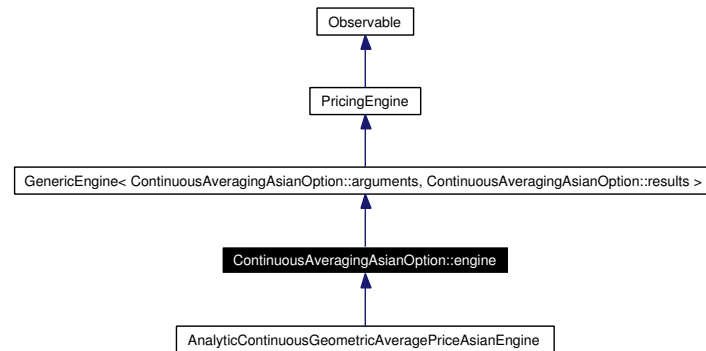 Observable
PricingEngine
GenericEngine< ContinuousAveragingAsianOption::arguments, ContinuousAveragingAsianOption::results >
ContinuousAveragingAsianOption::engine
AnalyticContinuousGeometricAveragePriceAsianEngine